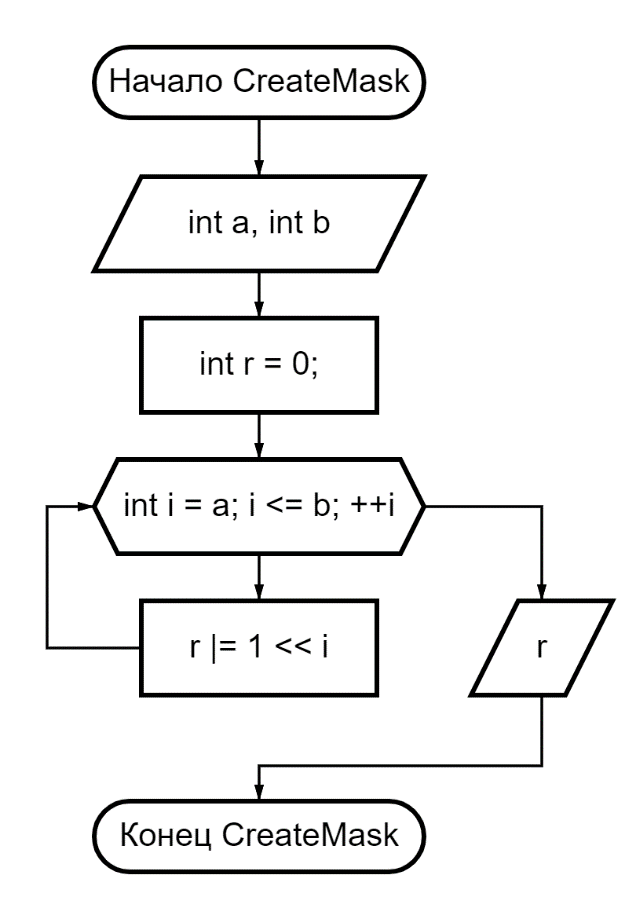 Начало CreateMask
int a, int b
int r = 0;
int i = a; i <= b; ++i
r |= 1 << i
r
Конец CreateMask